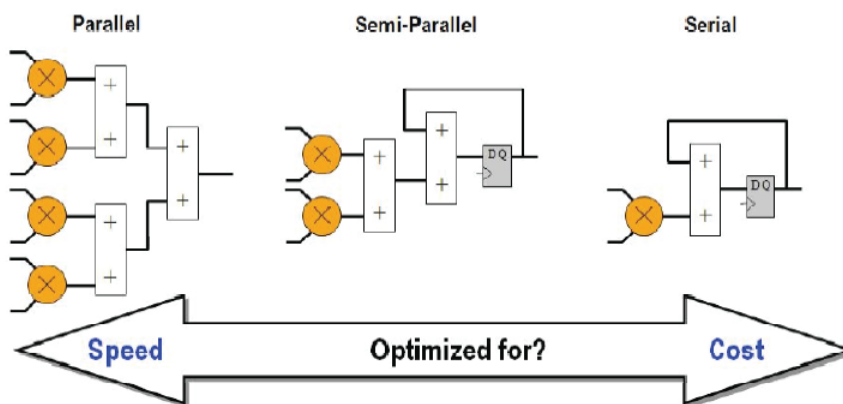 Parallel
Semi-Parallel
Serial
×
+
×
+
+
×
+
+
×
+
×
+
×
+
+
+
D Q
×
+
+
D Q
Speed
Optimized for?
Cost